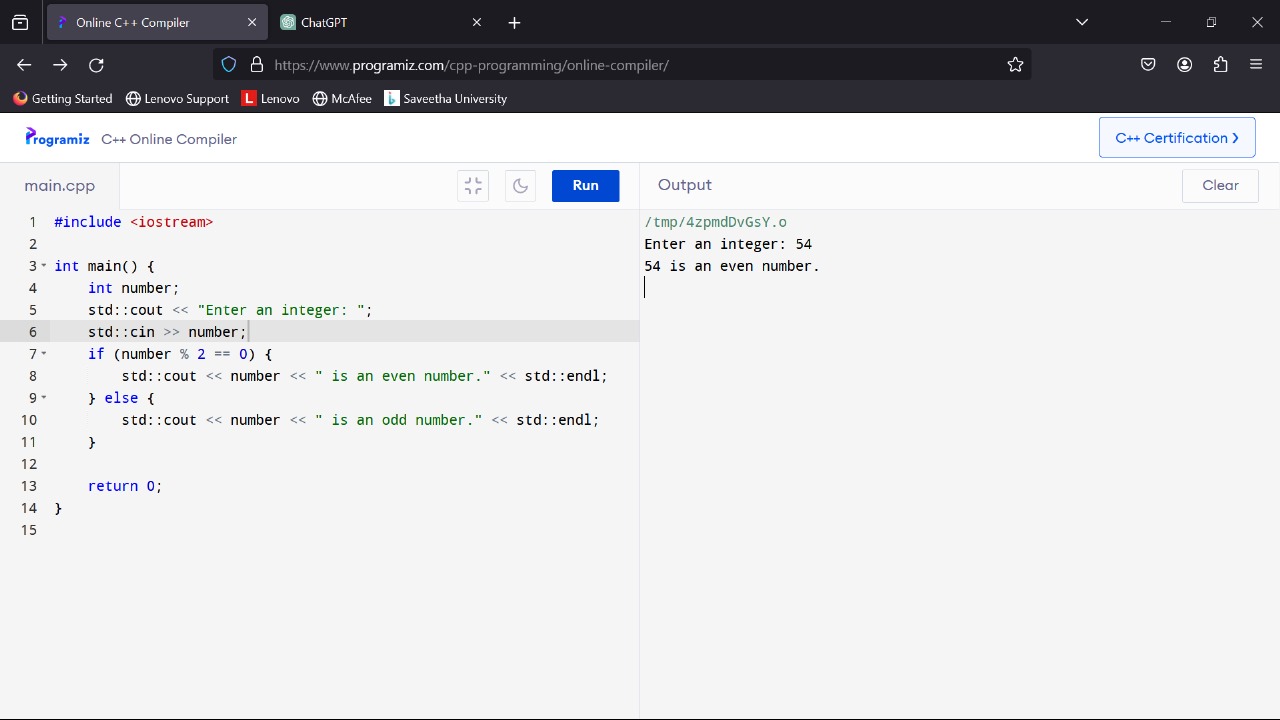 Online C++ Compiler
ChatGPT
https://www.programiz.com/cpp-programming/online-compiler/
Getting Started
Lenovo Support
L Lenovo
McAfee
Saveetha University
Programiz
C++ Online Compiler
C++ Certification ❯
main.cpp
Run
1 #include <iostream>
2
3 int main() {
4     int number;
5     std::cout << "Enter an integer: ";
6     std::cin >> number;
7     if (number % 2 == 0) {
8         std::cout << number << " is an even number." << std::endl;
9     } else {
10         std::cout << number << " is an odd number." << std::endl;
11     }
12
13     return 0;
14 }
15
Output
Clear
/tmp/4zpmdDvGsY.o
Enter an integer: 54
54 is an even number.